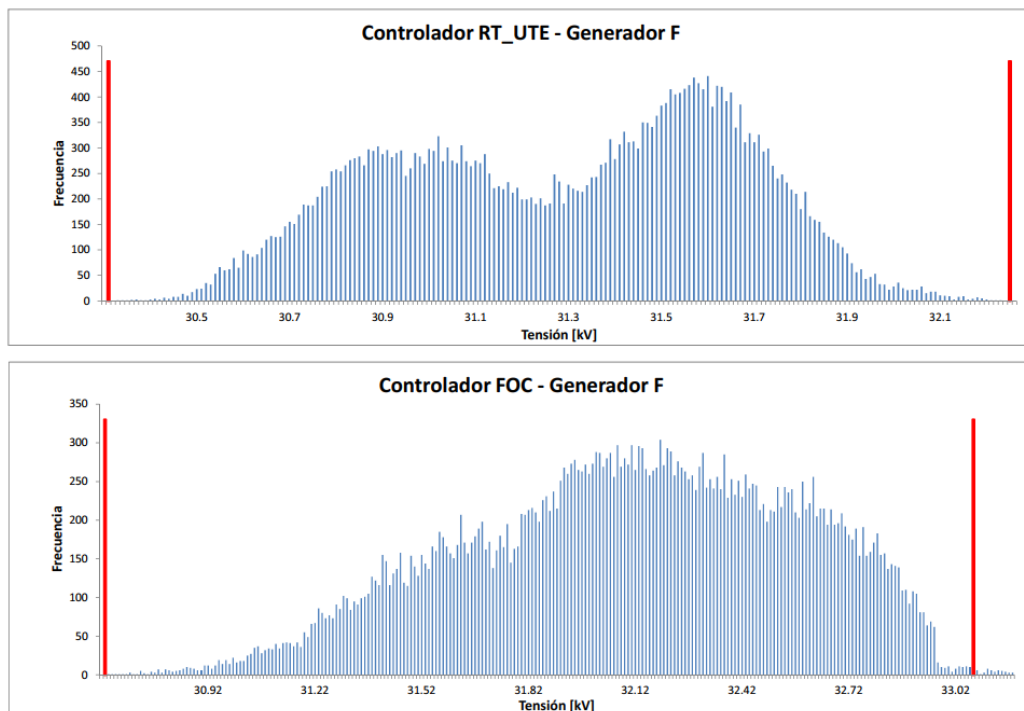 Controlador RT_UTE - Generador F
500
450
400
350
300
250
200
150
100
50
0
Frecuencia
30.5 30.7 30.9 31.1 31.3 31.5 31.7 31.9 32.1
Tensión [kV]
Controlador FOC - Generador F
350
300
250
200
150
100
50
0
Frecuencia
30.92 31.22 31.52 31.82 32.12 32.42 32.72 33.02
Tensión [kV]